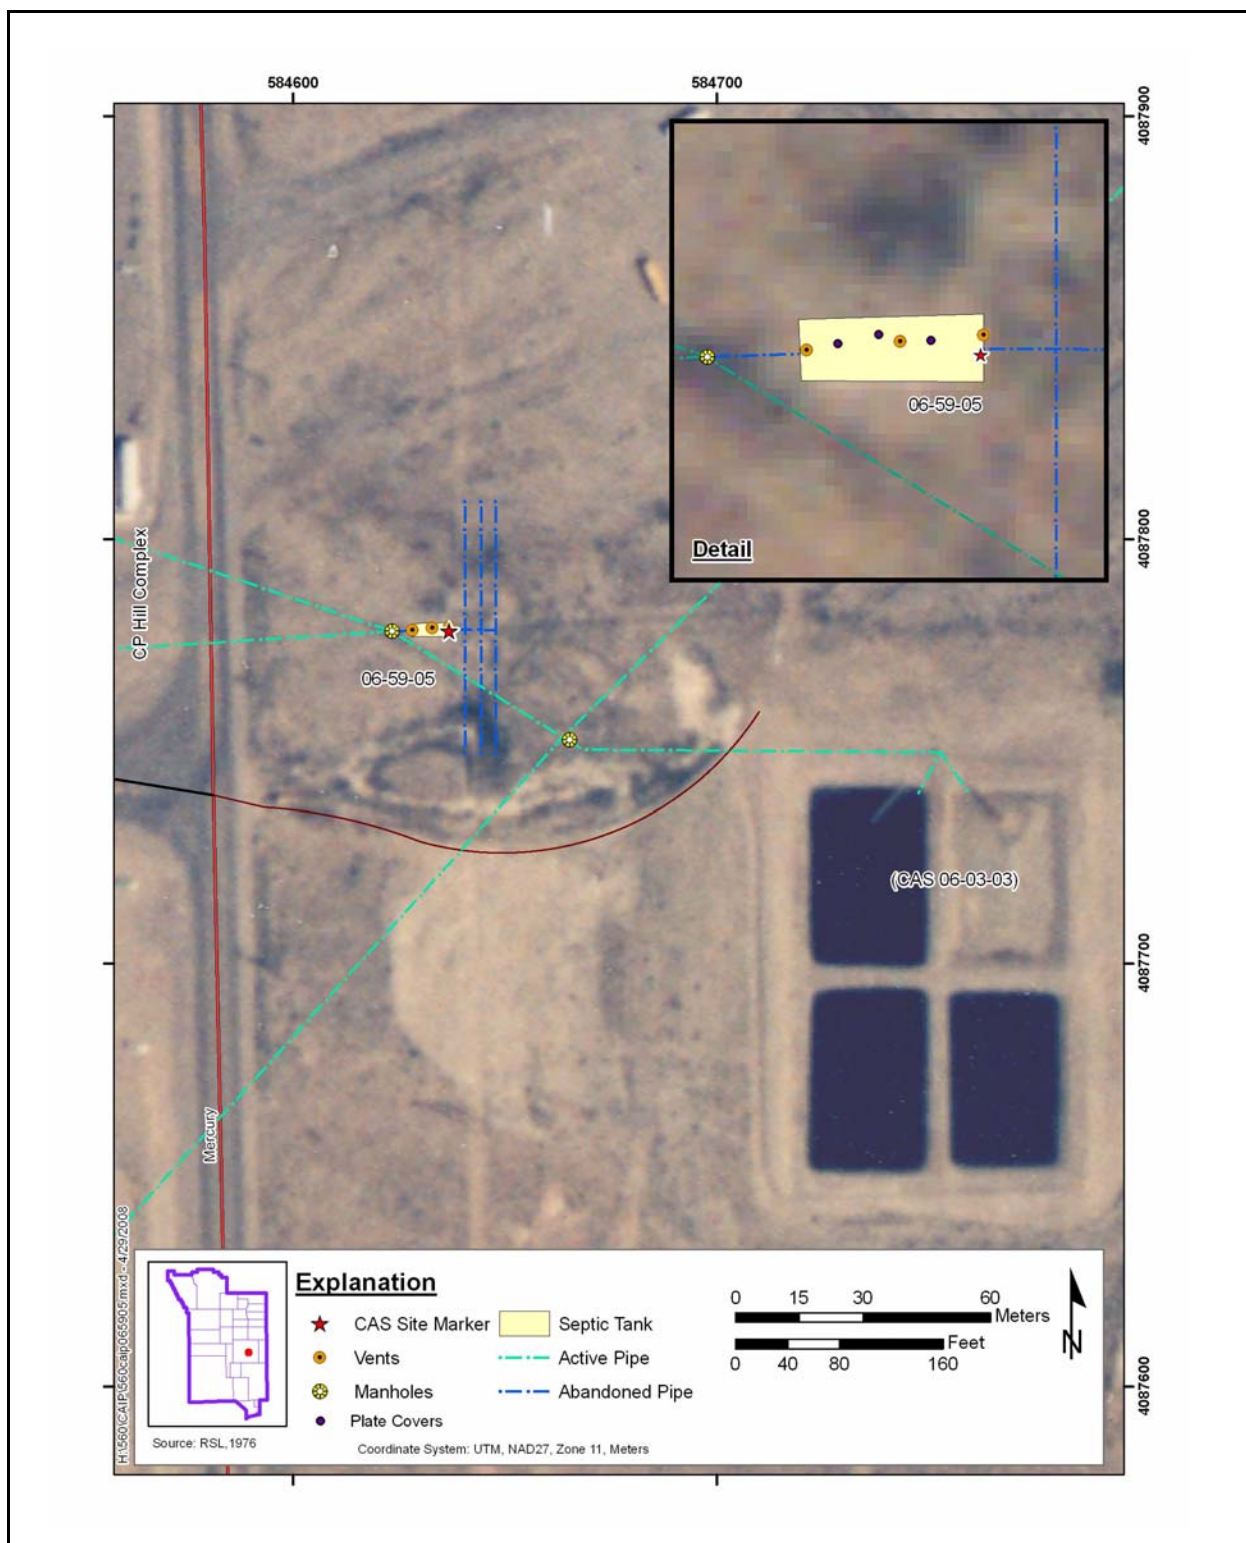 584600
584700
4087900
06-59-05
Detail
4087800
CP Hill Complex
06-59-05
(CAS 06-03-03)
4087700
Mercury
H:\560\CAIP\560caip065905.mxd - 4/29/2008
Explanation
CAS Site Marker
Septic Tank
Vents
Active Pipe
Manholes
Abandoned Pipe
Plate Covers
0 15 30 60
Meters
Feet
0 40 80 160
N
4087600
Source: RSL,1976
Coordinate System: UTM, NAD27, Zone 11, Meters